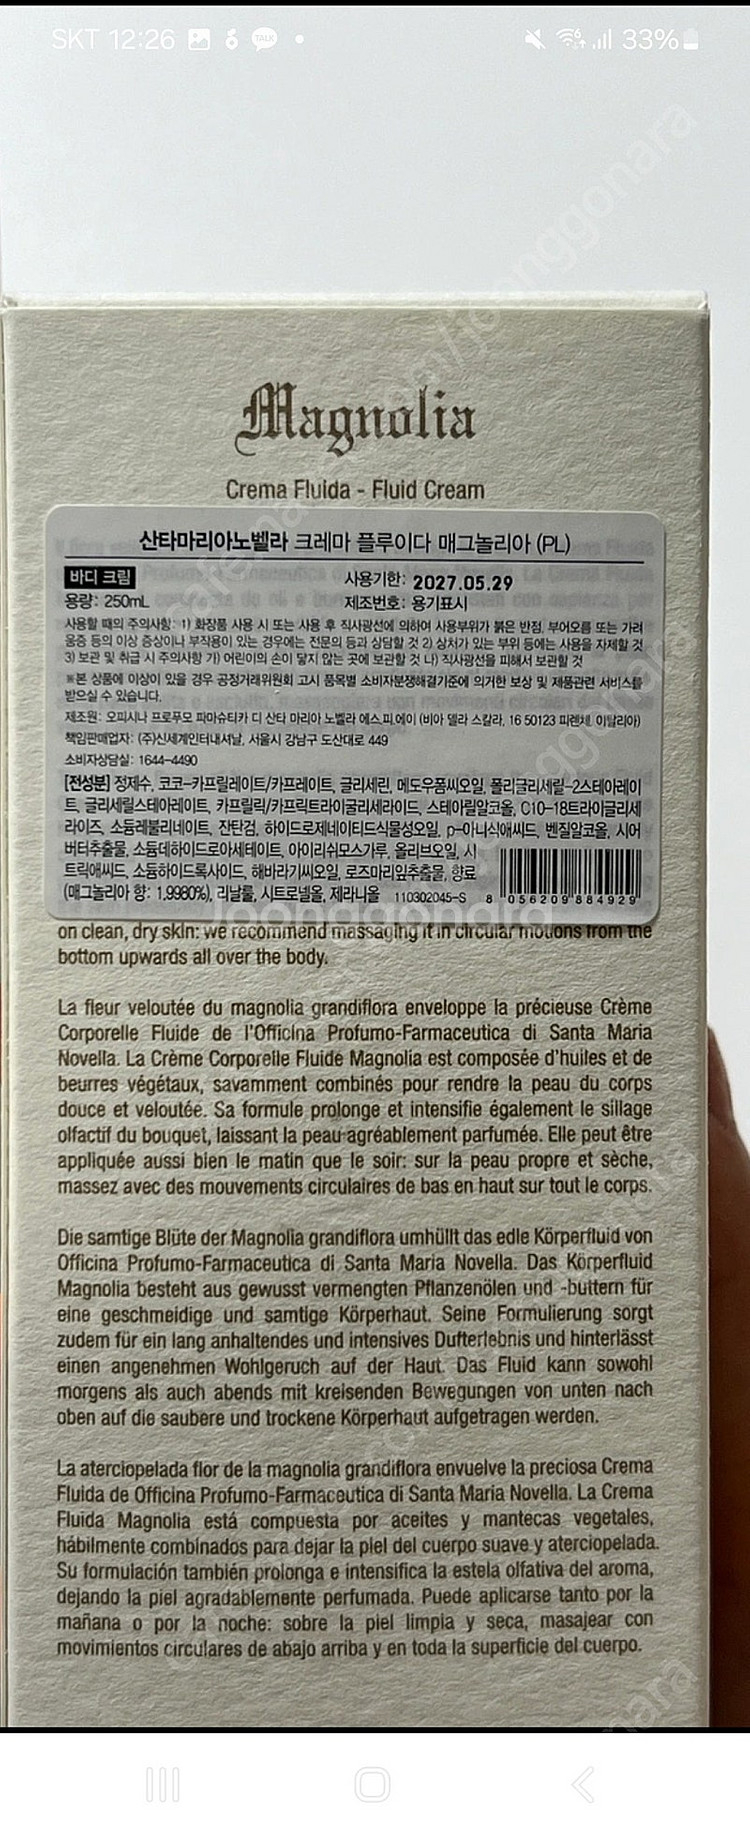 SKT 12:26
33%
Magnolia
Crema Fluida - Fluid Cream
산타마리아노벨라 크레마 플루이다 매그놀리아 (PL)
바디 크림
사용기한: 2027.05.29
용량: 250mL
제조번호: 용기표시
사용할 때의 주의사항: 1) 화장품 사용 시 또는 사용 후 직사광선에 의하여 사용부위가 붉은 반점, 부어오름 또는 가려
움증 등의 이상 증상이나 부작용이 있는 경우에는 전문의 등과 상담할 것 2) 상처가 있는 부위 등에는 사용을 자제할 것
3) 보관 및 취급 시 주의사항 가) 어린이의 손이 닿지 않는 곳에 보관할 것 나) 직사광선을 피해서 보관할 것
※본 상품에 이상이 있을 경우 공정거래위원회 고시 품목별 소비자분쟁해결기준에 의거한 보상 및 제품관련 서비스를
받으실 수 있습니다.
제조원: 오피시나 프로푸모 파마슈티카 디 산타 마리아 노벨라 에스.피.에이 (비아 델라 스칼라, 16 50123 피렌체, 이탈리아)
책임판매업자: (주)신세계인터내셔날, 서울시 강남구 도산대로 449
소비자상담실: 1644-4490
[전성분] 정제수, 코코-카프릴레이트/카프레이트, 글리세린, 메도우폼씨오일, 폴리글리세릴-2스테아레이
트, 글리세릴스테아레이트, 카프릴릭/카프릭트라이글리세라이드, 스테아릴알코올, C10-18트라이글리세
라이즈, 소듐레불리네이트, 잔탄검, 하이드로제네이티드식물성오일, p-아니식애씨드, 벤질알코올, 시어
버터추출물, 소듐데하이드로아세테이트, 아이리쉬모스가루, 올리브오일, 시
트릭애씨드, 소듐하이드록사이드, 해바라기씨오일, 로즈마리잎추출물, 향료
(매그놀리아 향: 1.9980%), 리날룰, 시트로넬올, 제라니올 110302045-S 8 056209 884929
on clean, dry skin: we recommend massaging it in circular motions from the
bottom upwards all over the body.
La fleur veloutée du magnolia grandiflora enveloppe la précieuse Crème
Corporelle Fluide de l'Officina Profumo-Farmaceutica di Santa Maria
Novella. La Crème Corporelle Fluide Magnolia est composée d'huiles et de
beurres végétaux, savamment combinés pour rendre la peau du corps
douce et veloutée. Sa formule prolonge et intensifie également le sillage
olfactif du bouquet, laissant la peau agréablement parfumée. Elle peut être
appliquée aussi bien le matin que le soir: sur la peau propre et sèche,
massez avec des mouvements circulaires de bas en haut sur tout le corps.
Die samtige Blüte der Magnolia grandiflora umhüllt das edle Körperfluid von
Officina Profumo-Farmaceutica di Santa Maria Novella. Das Körperfluid
Magnolia besteht aus gewusst vermengten Pflanzenölen und -buttern für
eine geschmeidige und samtige Körperhaut. Seine Formulierung sorgt
zudem für ein lang anhaltendes und intensives Dufterlebnis und hinterlässt
einen angenehmen Wohlgeruch auf der Haut. Das Fluid kann sowohl
morgens als auch abends mit kreisenden Bewegungen von unten nach
oben auf die saubere und trockene Körperhaut aufgetragen werden.
La aterciopelada flor de la magnolia grandiflora envuelve la preciosa Crema
Fluida de Officina Profumo-Farmaceutica di Santa Maria Novella. La Crema
Fluida Magnolia está compuesta por aceites y mantecas vegetales,
hábilmente combinados para dejar la piel del cuerpo suave y aterciopelada.
Su formulación también prolonga e intensifica la estela olfativa del aroma,
dejando la piel agradablemente perfumada. Puede aplicarse tanto por la
mañana o por la noche: sobre la piel limpia y seca, masajear con
movimientos circulares de abajo arriba y en toda la superficie del cuerpo.